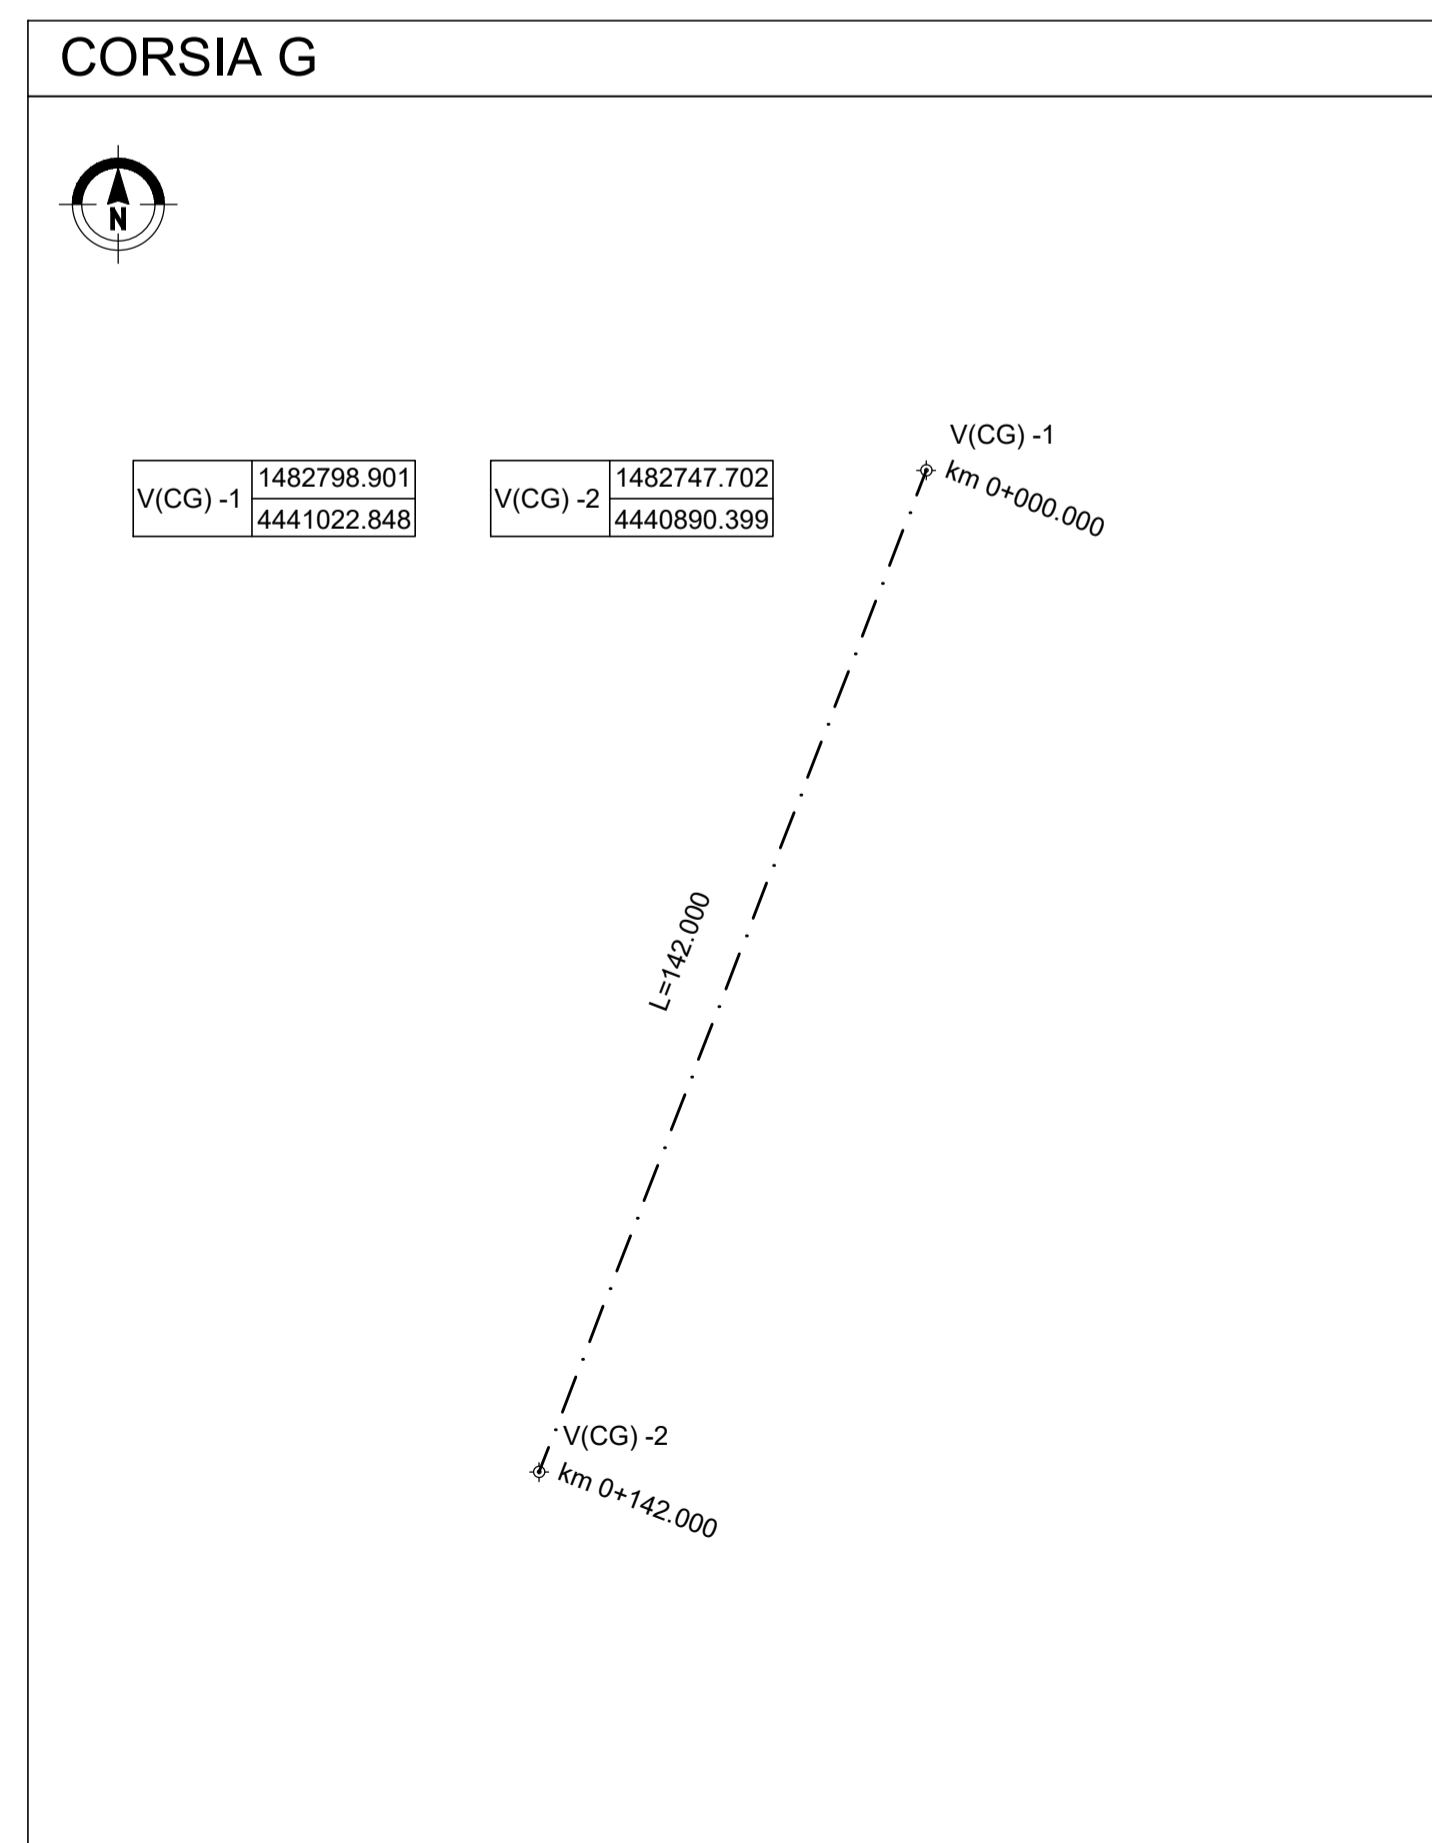 CORSIA G
N
V(CG) -1
km 0+000.000
V(CG) -1
1482798.901
4441022.848
V(CG) -2
1482747.702
4440890.399
L=142.000
V(CG) -2
km 0+142.000